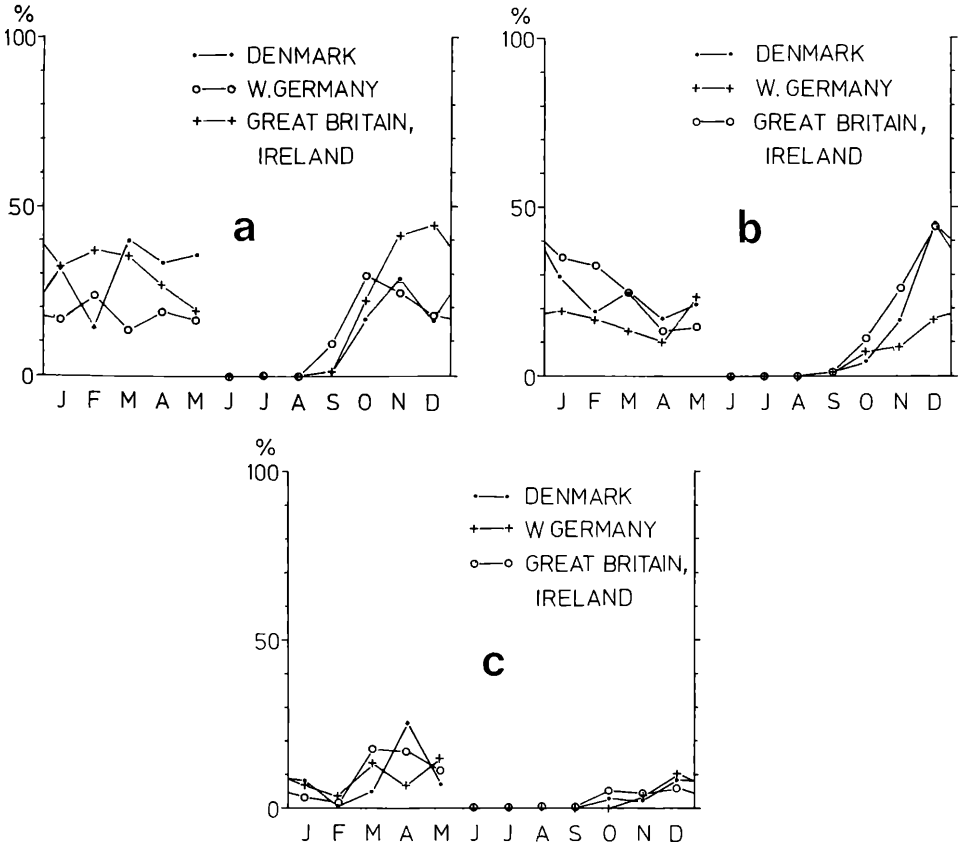 %
100
50
0
•—• DENMARK
o—o W. GERMANY
+—+ GREAT BRITAIN,
IRELAND
a
J F M A M J J A S O N D
%
100
50
0
•—• DENMARK
+—+ W. GERMANY
o—o GREAT BRITAIN,
IRELAND
b
J F M A M J J A S O N D
%
100
50
0
•—• DENMARK
+—+ W GERMANY
o—o GREAT BRITAIN,
IRELAND
c
J F M A M J J A S O N D